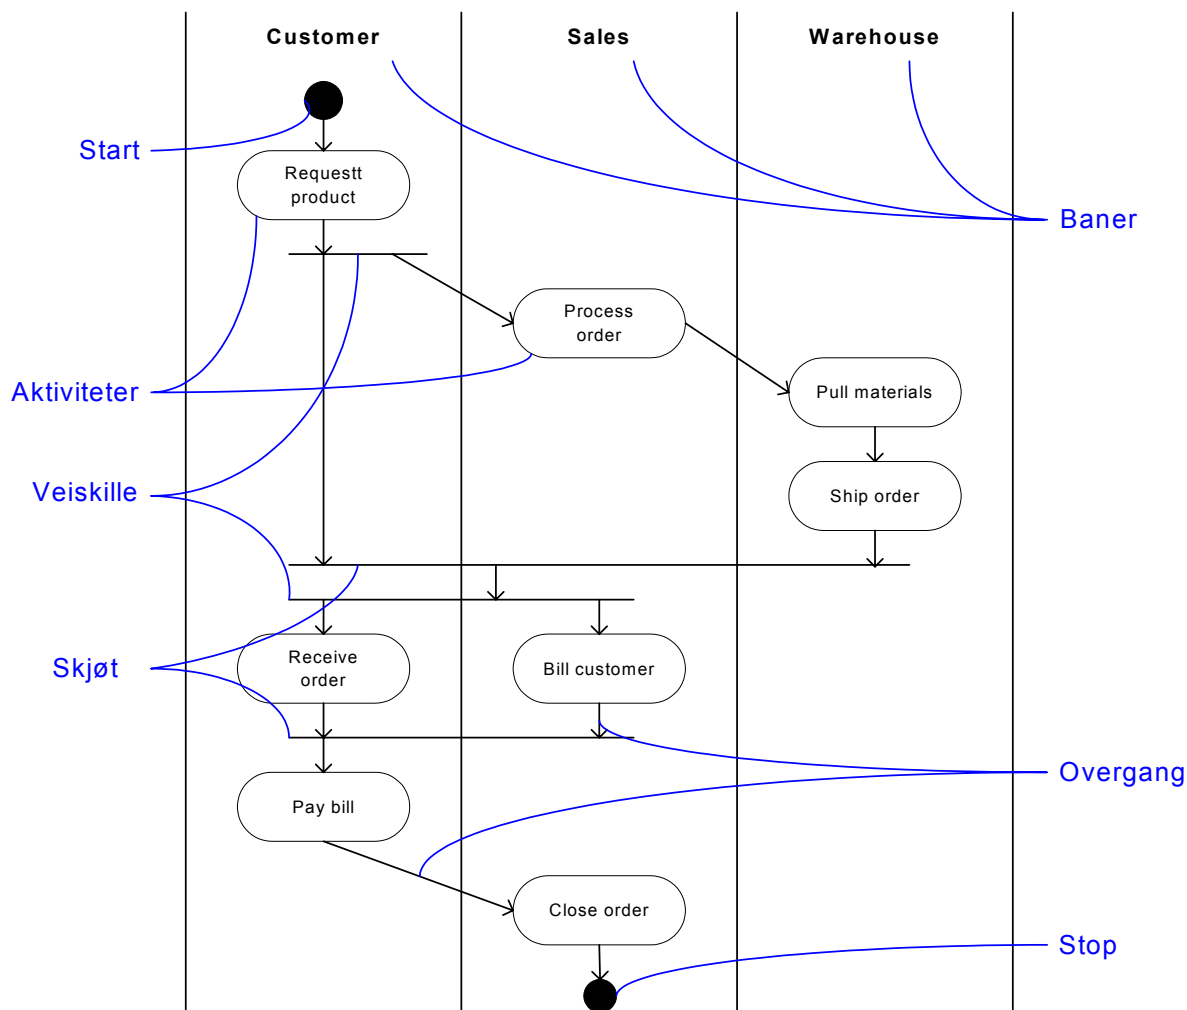 Customer
Sales
Warehouse
Start
Requestt
product
Baner
Process
order
Aktiviteter
Pull materials
Veiskille
Ship order
Skjøt
Receive
order
Bill customer
Overgang
Pay bill
Close order
Stop